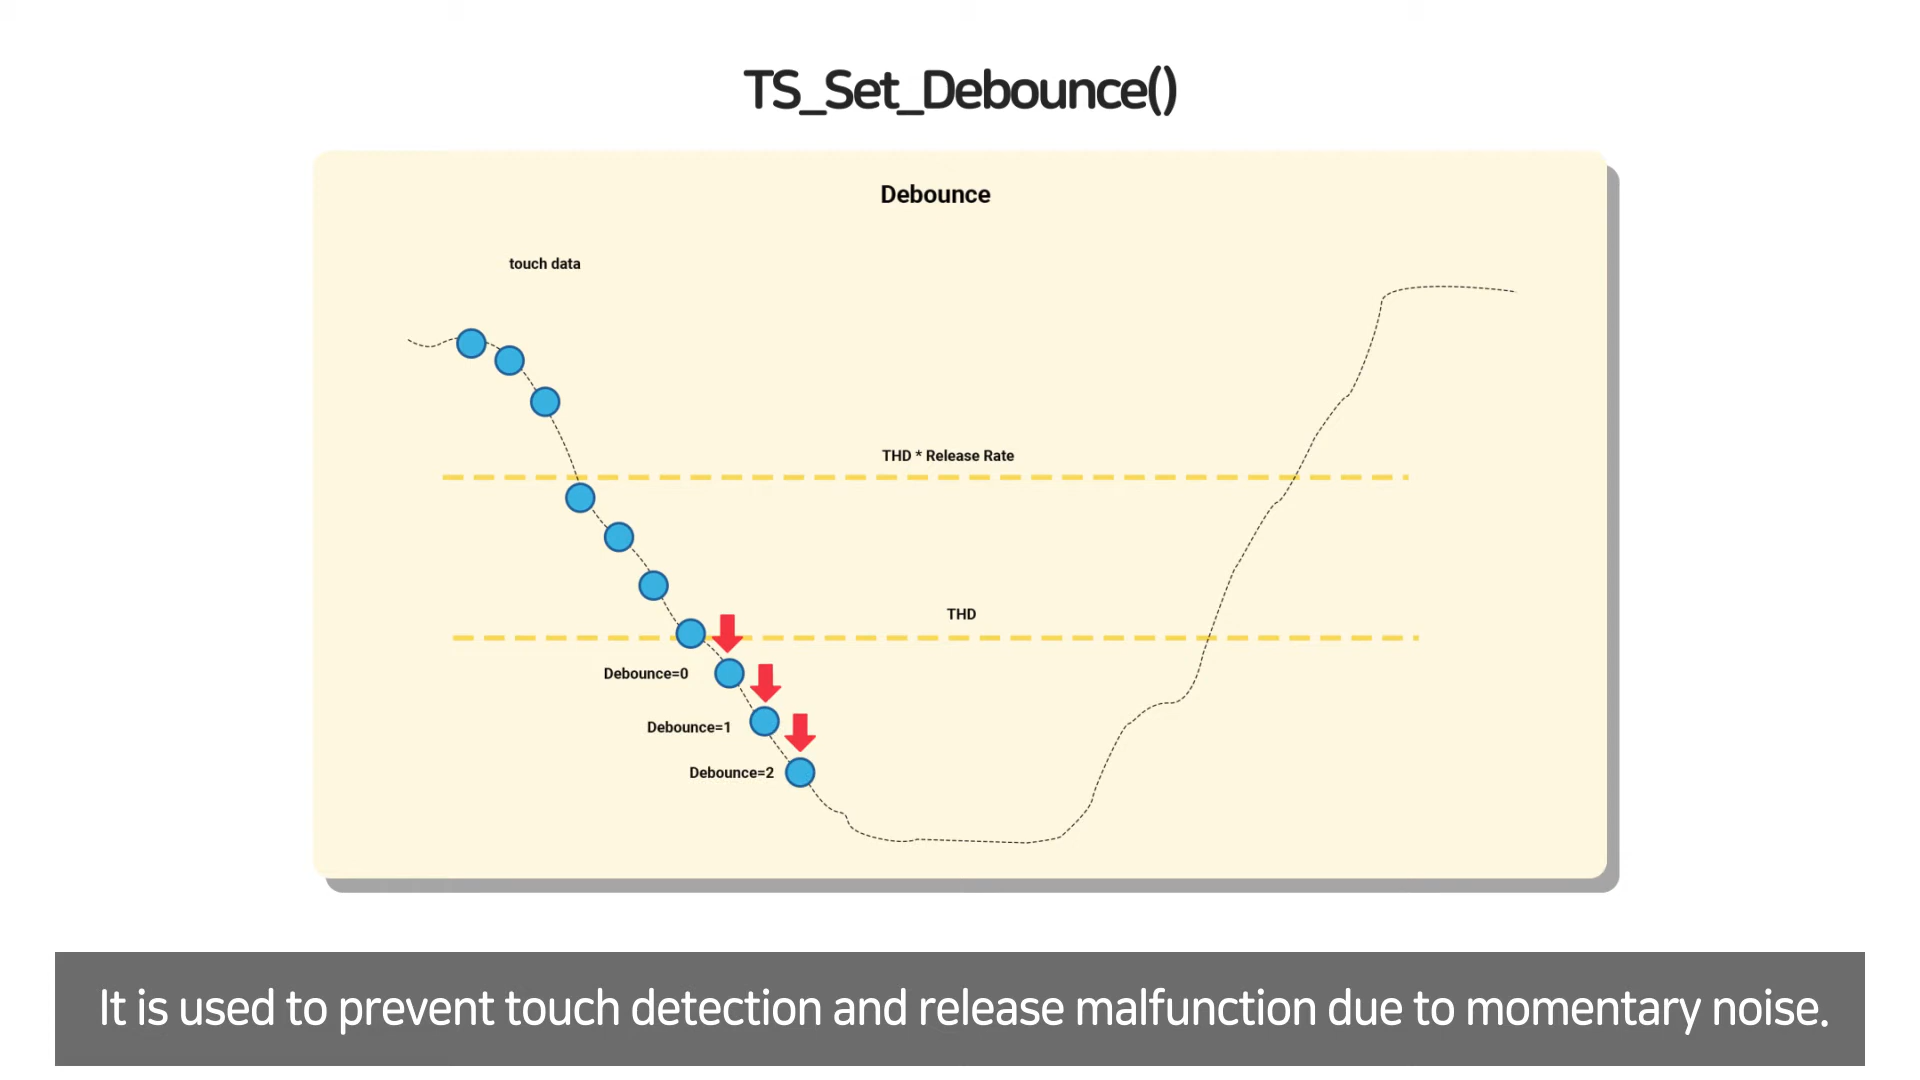 TS_Set_Debounce()
Debounce
touch data
THD * Release Rate
THD
Debounce=0
Debounce=1
Debounce=2
It is used to prevent touch detection and release malfunction due to momentary noise.